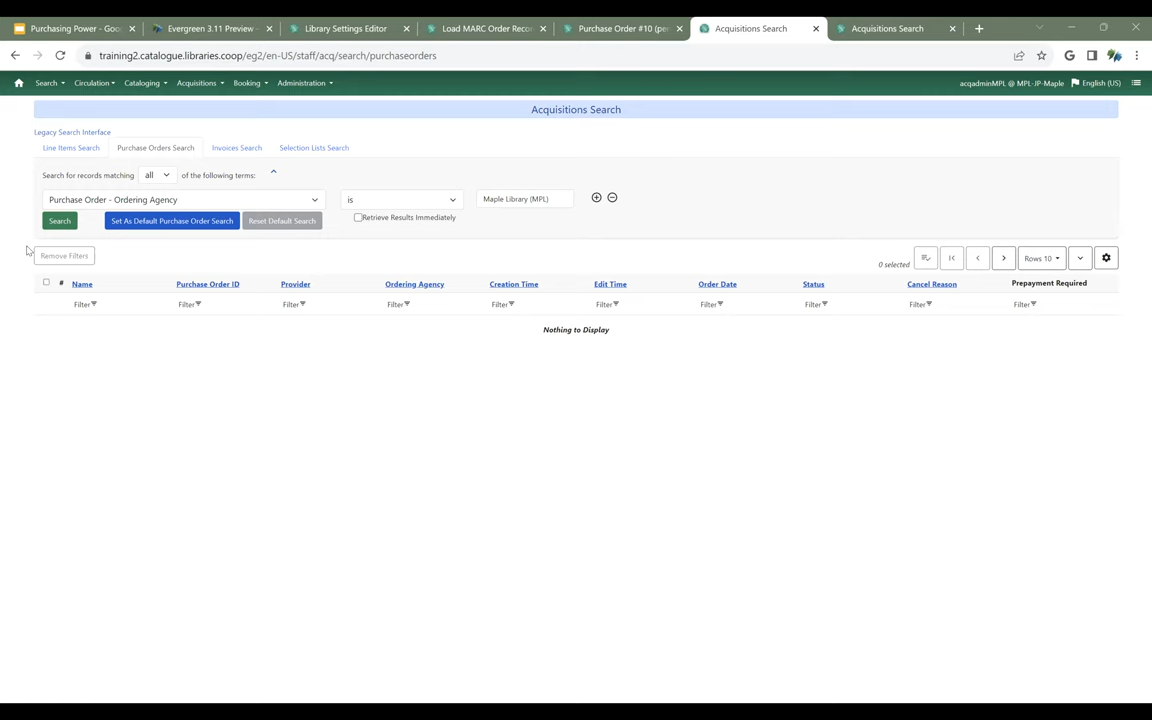 Purchasing Power - Goo
Evergreen 3.11 Preview -
Library Settings Editor
Load MARC Order Recor
Purchase Order #10 (pen
Acquisitions Search
Acquisitions Search
training2.catalogue.libraries.coop/eg2/en-US/staff/acq/search/purchaseorders
Search Circulation Acquisitions Cataloging Booking Administration
acqadminMPL @ MPL-JP-Maple English (US)
Acquisitions Search
Legacy Search Interface
Line Items Search Purchase Orders Search Invoices Search Selection Lists Search
Search for records matching all of the following terms:
Purchase Order - Ordering Agency is Maple Library (MPL)
Search Set As Default Purchase Order Search Reset Default Search Retrieve Results Immediately
Remove Filters 0 selected Rows 10
# Name Purchase Order ID Provider Ordering Agency Creation Time Edit Time Order Date Status Cancel Reason Prepayment Required
Filter Filter Filter Filter Filter Filter Filter Filter Filter Filter
Nothing to Display